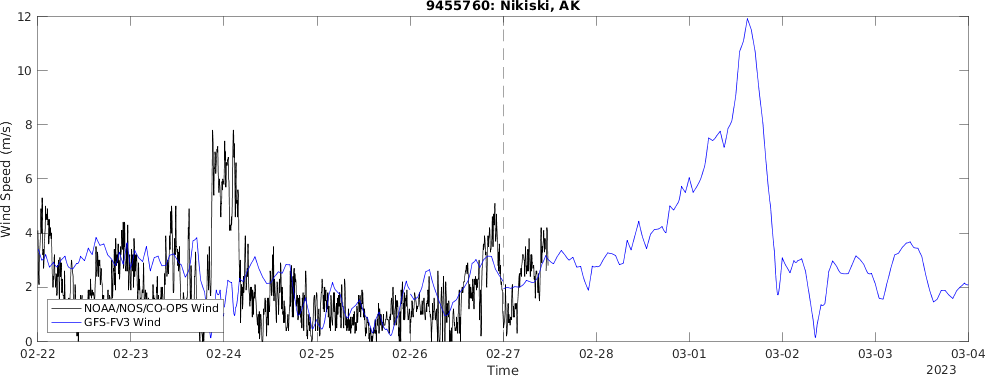 9455760: Nikiski, AK
Wind Speed (m/s)
12
10
8
6
4
2
0
NOAA/NOS/CO-OPS Wind
GFS-FV3 Wind
02-22 02-23 02-24 02-25 02-26 02-27 02-28 03-01 03-02 03-03 03-04
Time
2023